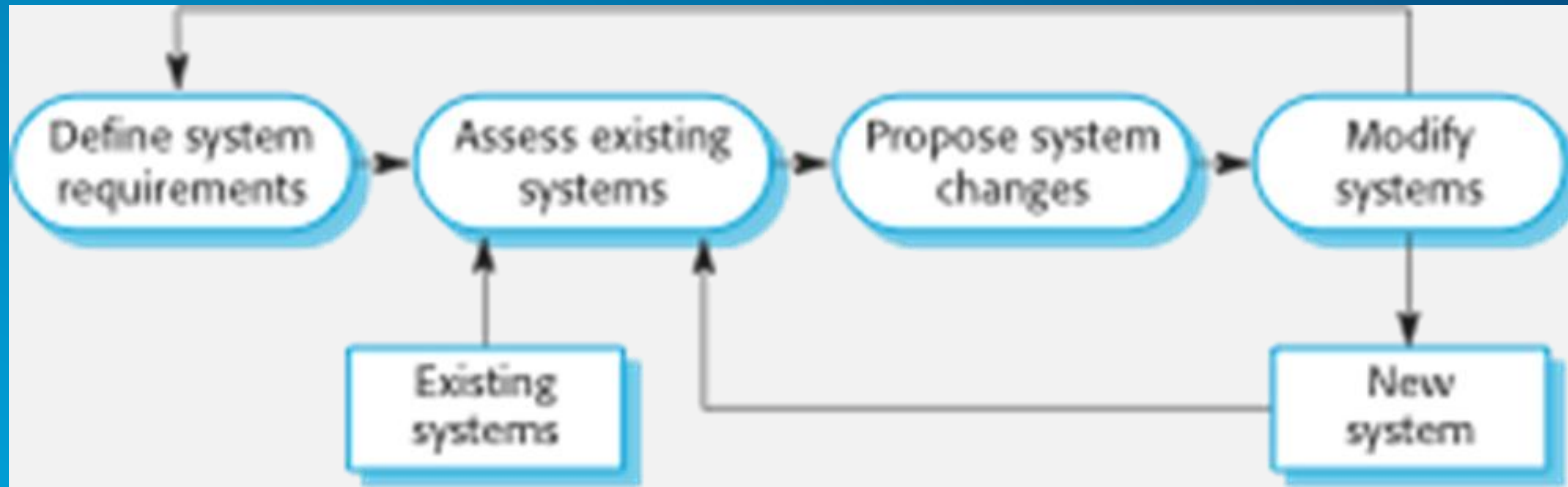 Define system
requirements
Assess existing
systems
Propose system
changes
Modify
systems
Existing
systems
New
system